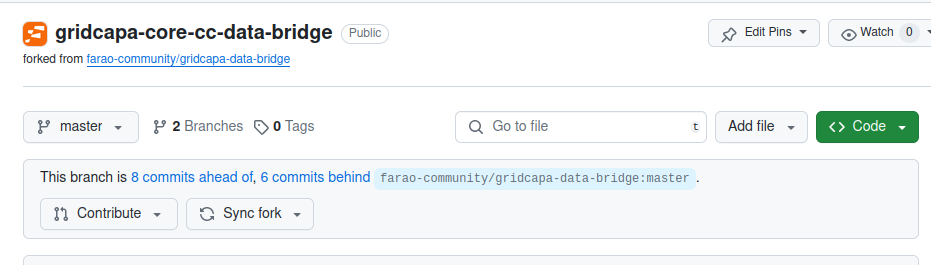 gridcapa-core-cc-data-bridge Public Edit Pins Watch 0
forked from farao-community/gridcapa-data-bridge
master 2 Branches 0 Tags Go to file t Add file Code
This branch is 8 commits ahead of, 6 commits behind farao-community/gridcapa-data-bridge:master.
Contribute Sync fork